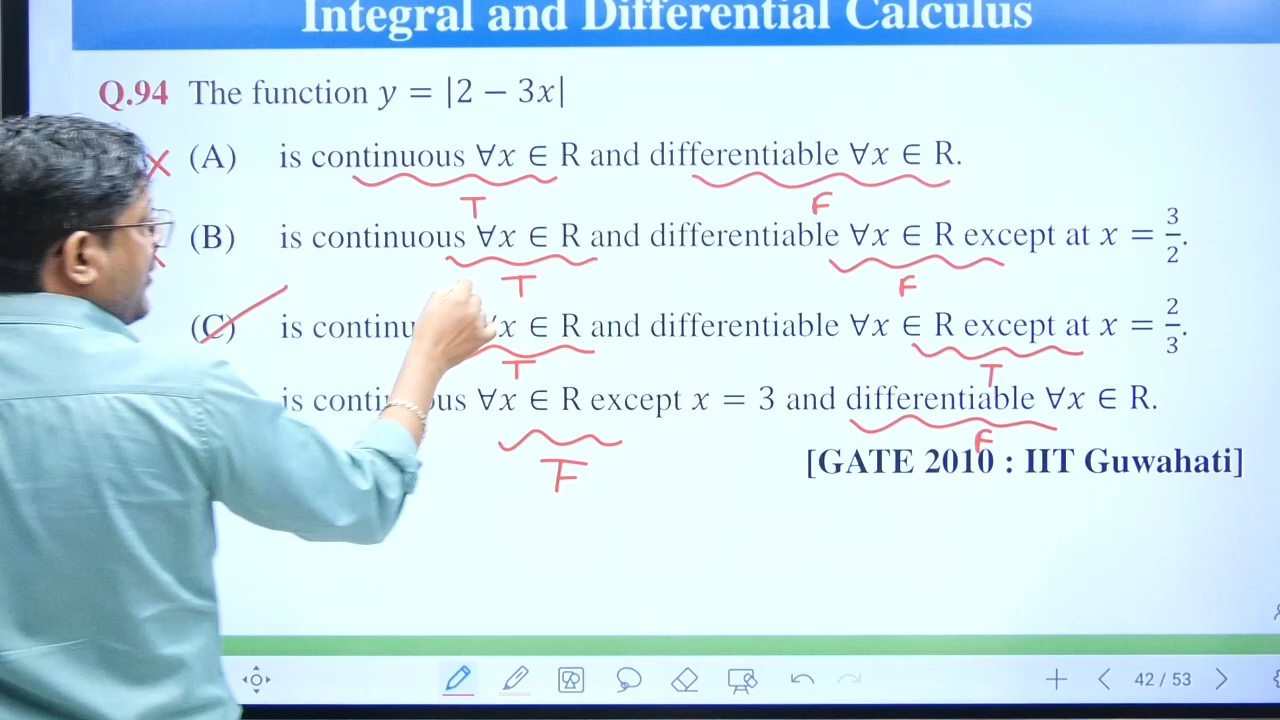 Integral and Differential Calculus
Q.94 The function y = |2 − 3x|
× (A) is continuous ∀x ∈ R and differentiable ∀x ∈ R.
T F
(B) is continuous ∀x ∈ R and differentiable ∀x ∈ R except at x = 3/2.
T F
(C) is x ∈ R and differentiable ∀x ∈ R except at x = 2/3.
T T
is ∀x ∈ R except x = 3 and differentiable ∀x ∈ R.
F F
[GATE 2010 : IIT Guwahati]
42 / 53